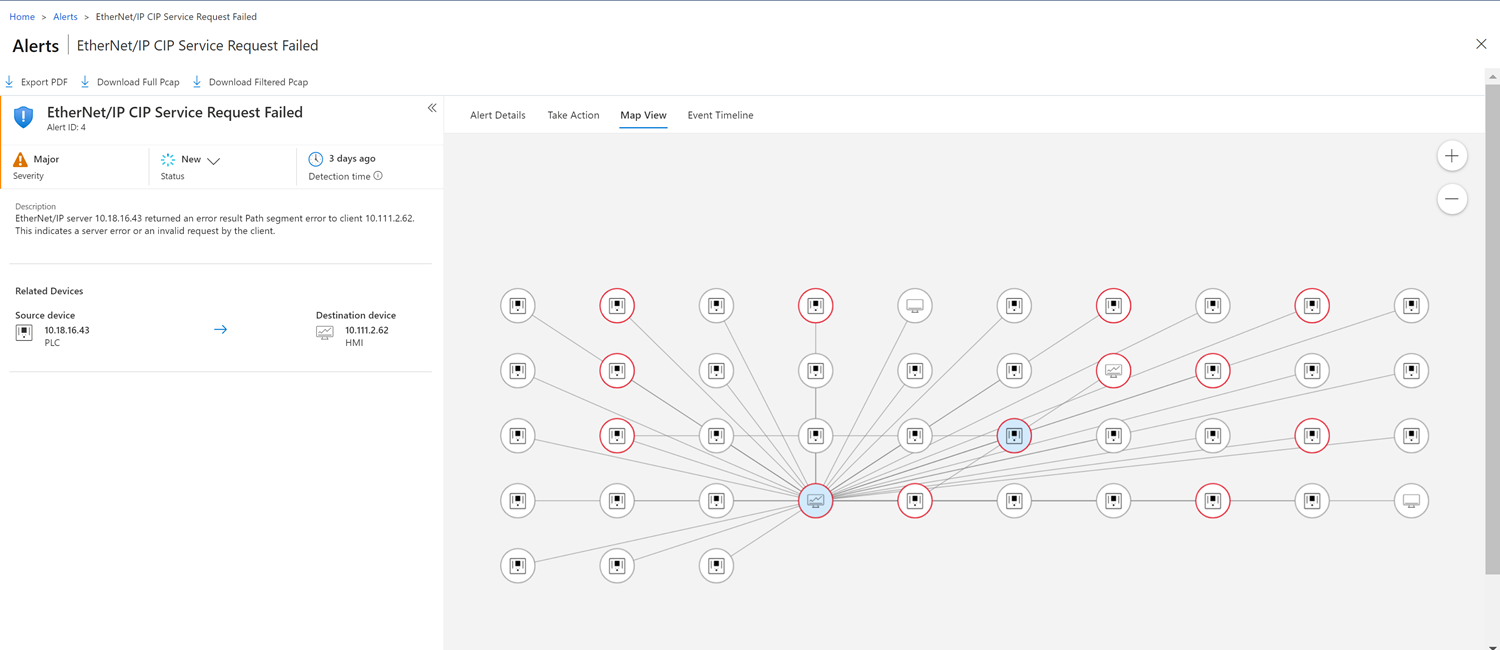 Home > Alerts > EtherNet/IP CIP Service Request Failed
Alerts | EtherNet/IP CIP Service Request Failed
Export PDF Download Full Pcap Download Filtered Pcap
EtherNet/IP CIP Service Request Failed
Alert ID: 4
Major
Severity
New
Status
3 days ago
Detection time
Description
EtherNet/IP server 10.18.16.43 returned an error result Path segment error to client 10.111.2.62.
This indicates a server error or an invalid request by the client.
Related Devices
Source device
10.18.16.43
PLC
Destination device
10.111.2.62
HMI
Alert Details Take Action Map View Event Timeline